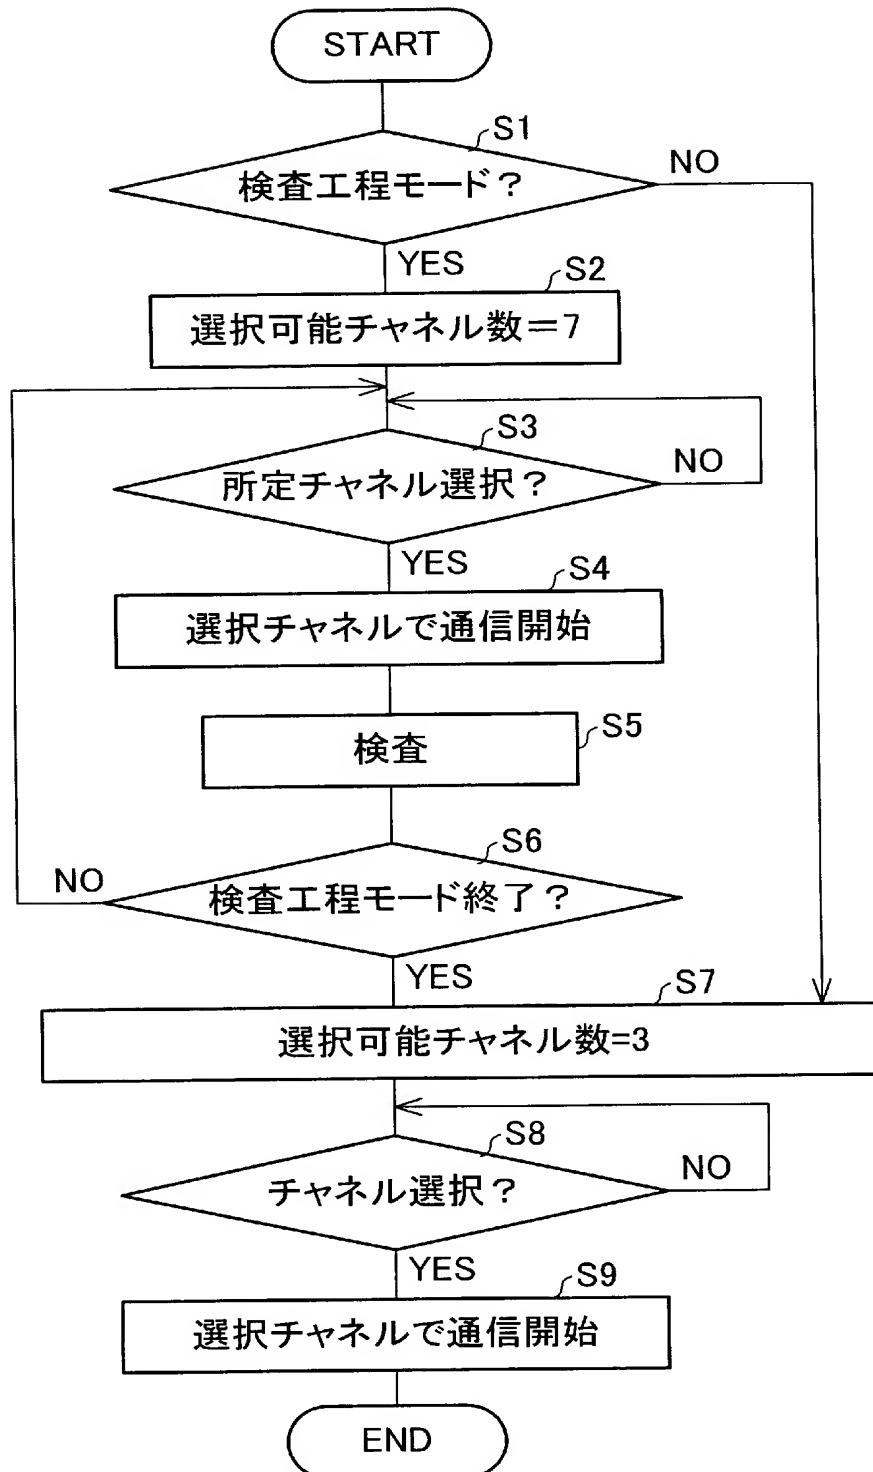 START
S1
検査工程モード?
NO
YES
S2
選択可能チャネル数=7
S3
所定チャネル選択?
NO
YES
S4
選択チャネルで通信開始
検査
S5
S6
NO
検査工程モード終了?
YES
S7
選択可能チャネル数=3
S8
チャネル選択?
NO
YES
S9
選択チャネルで通信開始
END